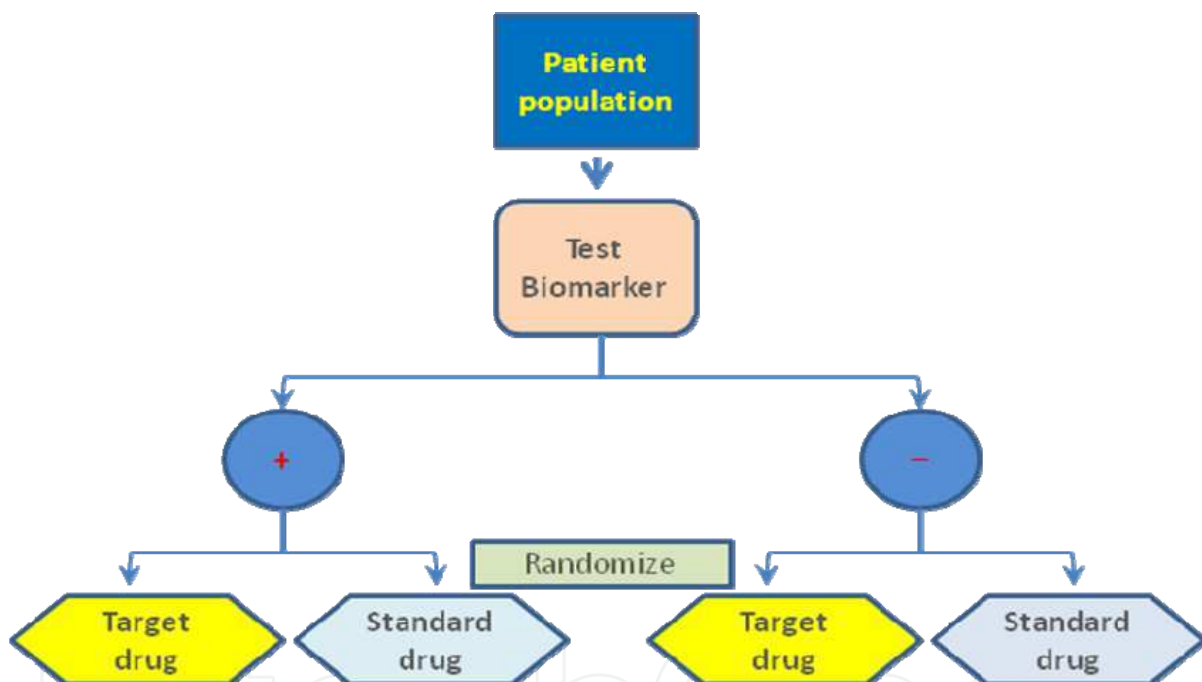 Patient
population
Test
Biomarker
+
−
Randomize
Target
drug
Standard
drug
Target
drug
Standard
drug